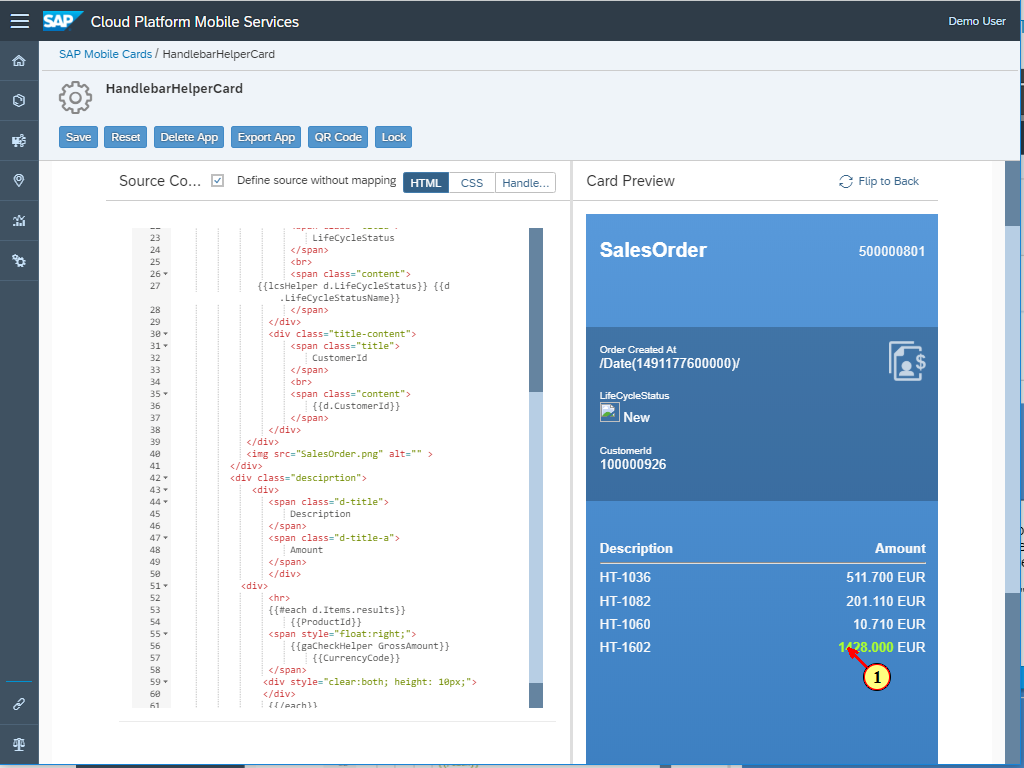 SAP Cloud Platform Mobile Services
Demo User
SAP Mobile Cards / HandlebarHelperCard
HandlebarHelperCard
Save Reset Delete App Export App QR Code Lock
Source Co... Define source without mapping HTML CSS Handle...
23 LifeCycleStatus
24 </span>
25 <br>
26 <span class="content">
27 {{lcsHelper d.LifeCycleStatus}} {{d
.LifeCycleStatusName}}
28 </span>
29 </div>
30 <div class="title-content">
31 <span class="title">
32 CustomerId
33 </span>
34 <br>
35 <span class="content">
36 {{d.CustomerId}}
37 </span>
38 </div>
39 </div>
40 <img src="SalesOrder.png" alt="" >
41 </div>
42 <div class="desciprtion">
43 <div>
44 <span class="d-title">
45 Description
46 </span>
47 <span class="d-title-a">
48 Amount
49 </span>
50 </div>
51 <div>
52 <hr>
53 {{#each d.Items.results}}
54 {{ProductId}}
55 <span style="float:right;">
56 {{gaCheckHelper GrossAmount}}
57 {{CurrencyCode}}
58 </span>
59 <div style="clear:both; height: 10px;">
60 </div>
61 {{/each}}
Card Preview
Flip to Back
SalesOrder 500000801
Order Created At
/Date(1491177600000)/
$
LifeCycleStatus
New
CustomerId
100000926
Description Amount
HT-1036 511.700 EUR
HT-1082 201.110 EUR
HT-1060 10.710 EUR
HT-1602 1428.000 EUR
1